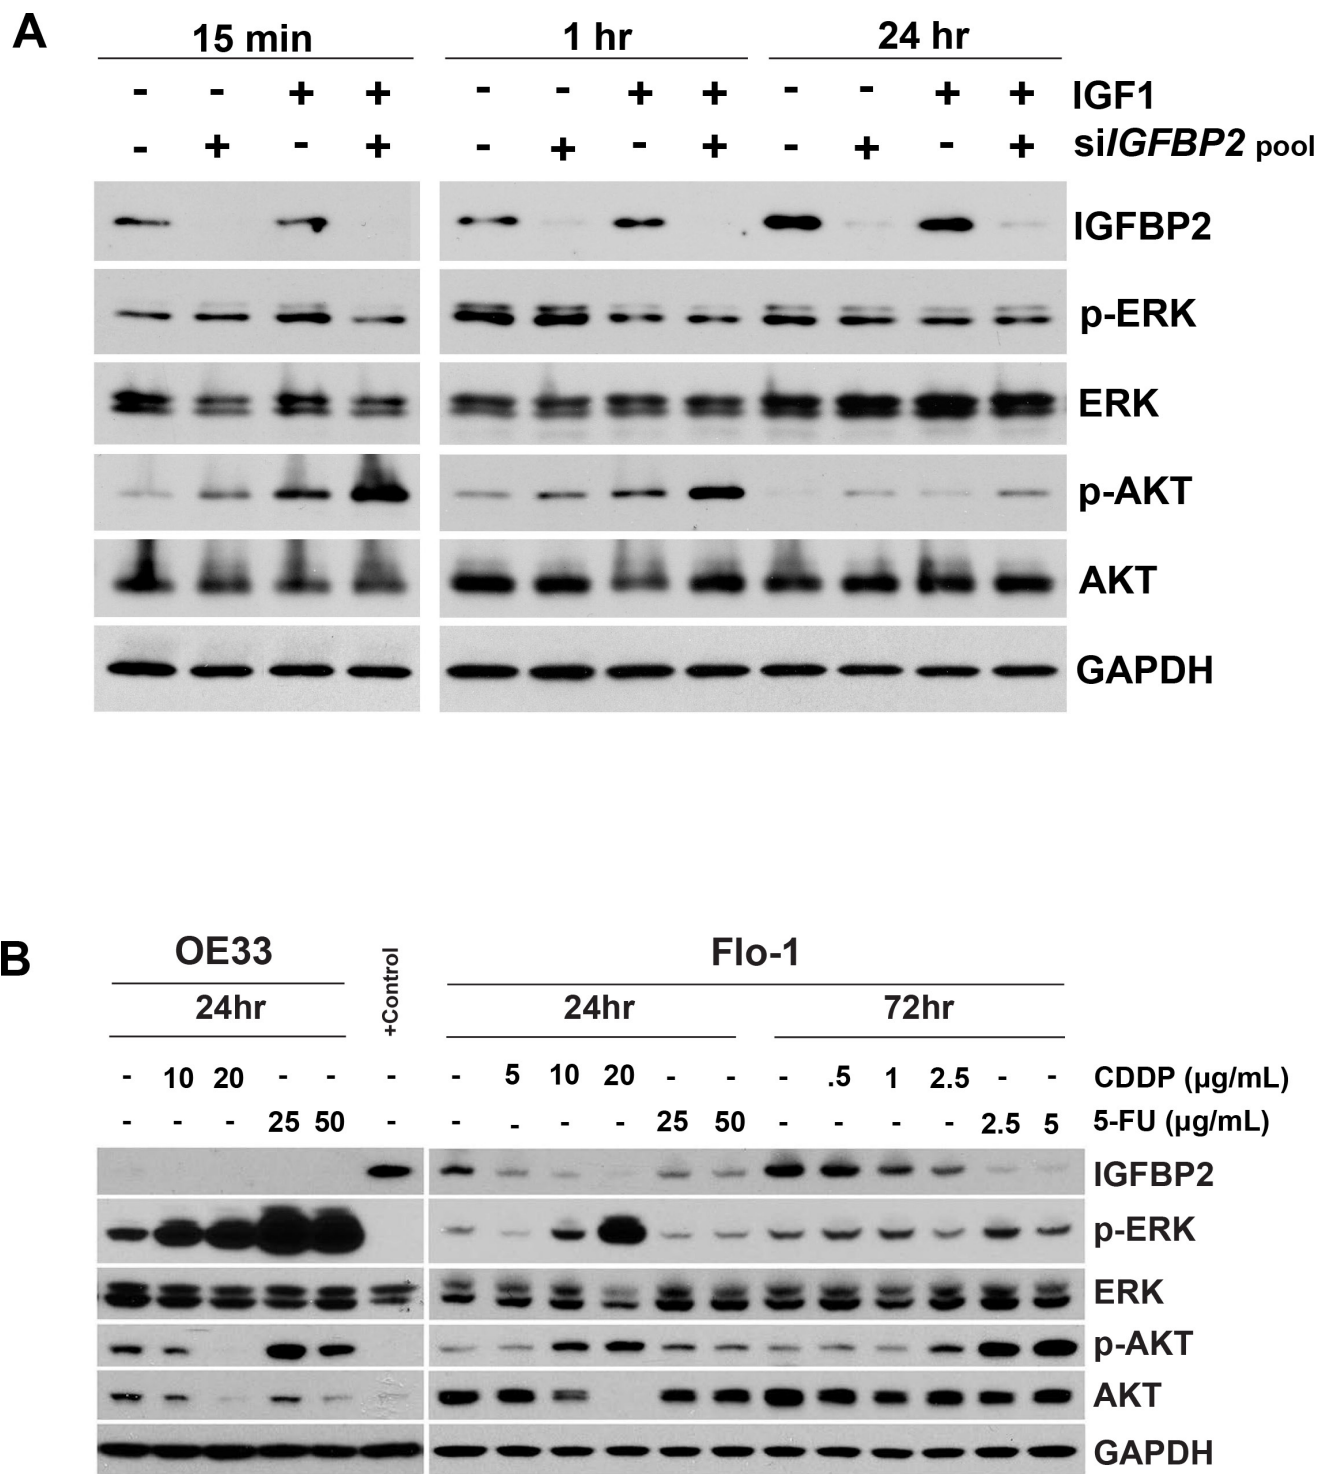 A
15 min 1 hr 24 hr
- - + + - - + + - - + + IGF1
- + - + - + - + - + - + siIGFBP2 pool
IGFBP2
p-ERK
ERK
p-AKT
AKT
GAPDH
B
OE33 +Control Flo-1
24hr 24hr 72hr
- 10 20 - - - - 5 10 20 - - - .5 1 2.5 - - CDDP (µg/mL)
- - - 25 50 - - - - - 25 50 - - - - 2.5 5 5-FU (µg/mL)
IGFBP2
p-ERK
ERK
p-AKT
AKT
GAPDH